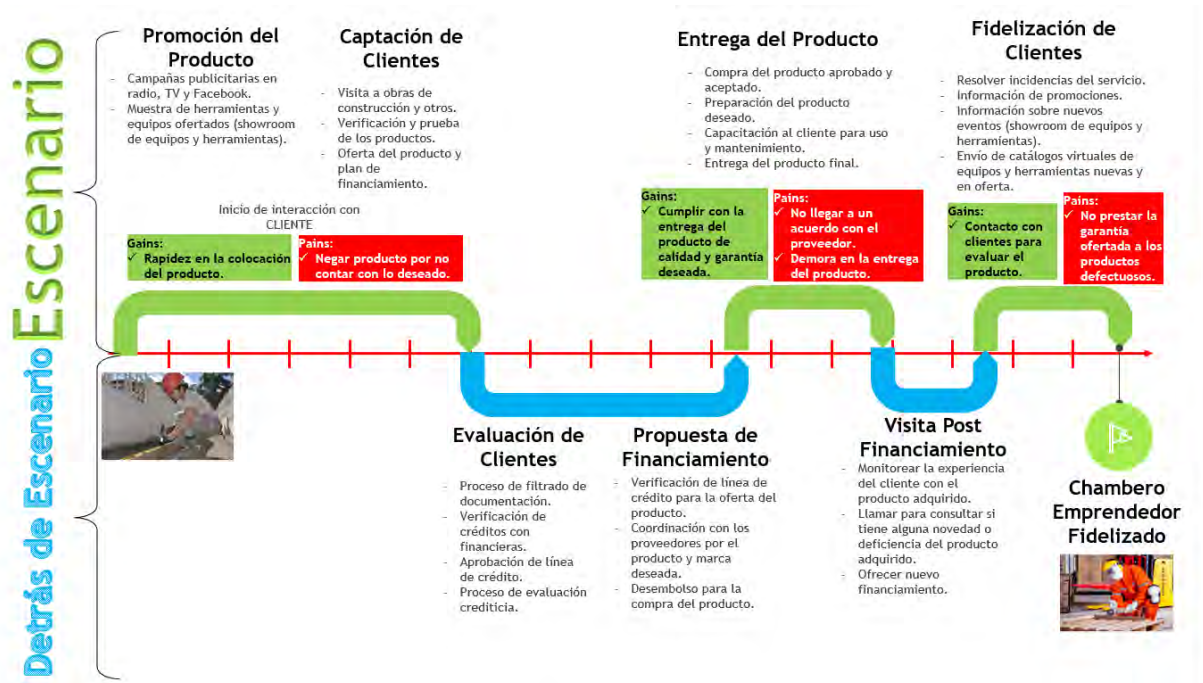 Escenario
Detrás de Escenario
Promoción del
Producto
- Campañas publicitarias en
radio, TV y Facebook.
- Muestra de herramientas y
equipos ofertados (showroom
de equipos y herramientas).
Captación de
Clientes
- Visita a obras de
construcción y otros.
- Verificación y prueba
de los productos.
- Oferta del producto y
plan de
financiamiento.
Inicio de interacción con
CLIENTE
Gains:
✓ Rapidez en la colocación
del producto.
Pains:
✓ Negar producto por no
contar con lo deseado.
Entrega del Producto
- Compra del producto aprobado y
aceptado.
- Preparación del producto
deseado.
- Capacitación al cliente para uso
y mantenimiento.
- Entrega del producto final.
Gains:
✓ Cumplir con la
entrega del
producto de
calidad y garantía
deseada.
Pains:
✓ No llegar a un
acuerdo con el
proveedor.
✓ Demora en la entrega
del producto.
Fidelización de
Clientes
- Resolver incidencias del servicio.
- Información de promociones.
- Información sobre nuevos
eventos (showroom de equipos y
herramientas).
- Envío de catálogos virtuales de
equipos y herramientas nuevas y
en oferta.
Gains:
✓ Contacto con
clientes para
evaluar el
producto.
Pains:
✓ No prestar la
garantía
ofertada a los
productos
defectuosos.
Evaluación de
Clientes
- Proceso de filtrado de
documentación.
- Verificación de
créditos con
financieras.
- Aprobación de línea
de crédito.
- Proceso de evaluación
crediticia.
Propuesta de
Financiamiento
- Verificación de línea de
crédito para la oferta del
producto.
- Coordinación con los
proveedores por el
producto y marca
deseada.
- Desembolso para la
compra del producto.
Visita Post
Financiamiento
- Monitorear la experiencia
del cliente con el
producto adquirido.
- Llamar para consultar si
tiene alguna novedad o
deficiencia del producto
adquirido.
- Ofrecer nuevo
financiamiento.
Chambero
Emprendedor
Fidelizado